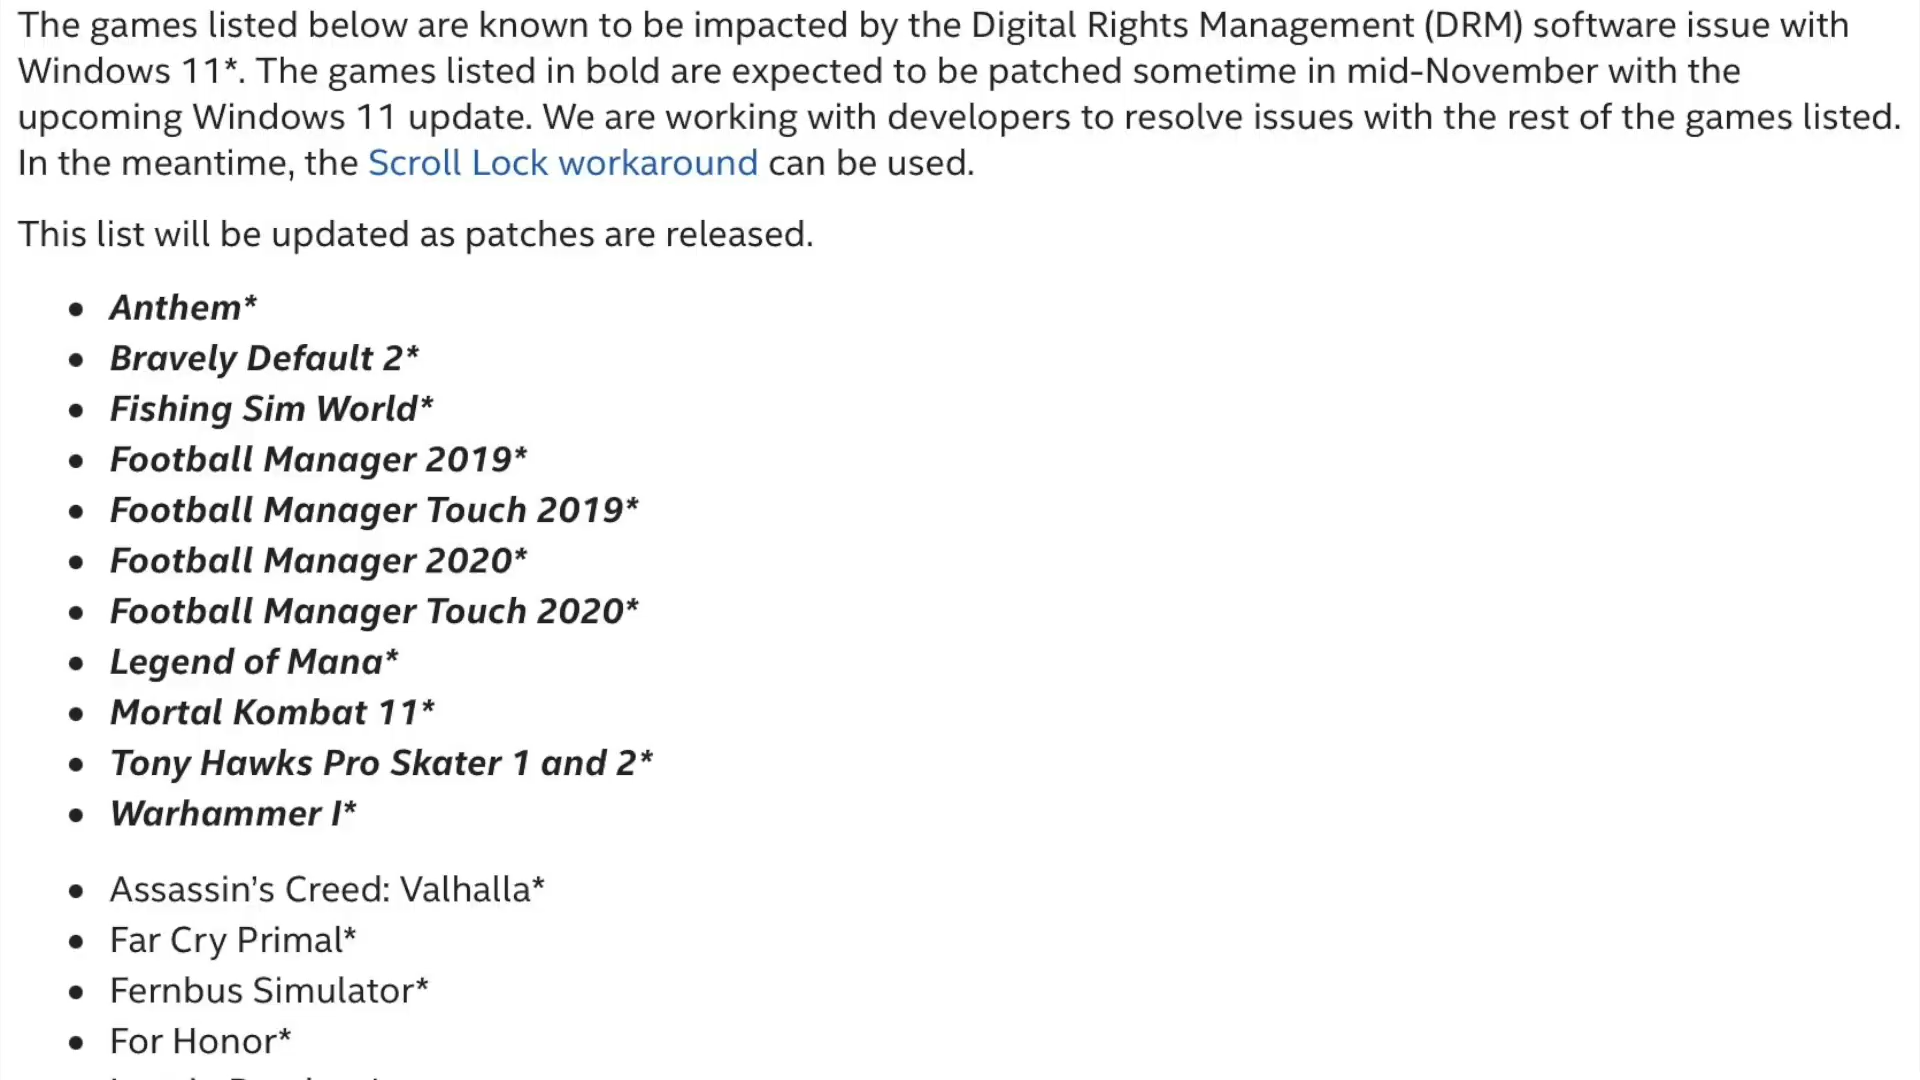 The games listed below are known to be impacted by the Digital Rights Management (DRM) software issue with
Windows 11*. The games listed in bold are expected to be patched sometime in mid-November with the
upcoming Windows 11 update. We are working with developers to resolve issues with the rest of the games listed.
In the meantime, the Scroll Lock workaround can be used.
This list will be updated as patches are released.
• Anthem*
• Bravely Default 2*
• Fishing Sim World*
• Football Manager 2019*
• Football Manager Touch 2019*
• Football Manager 2020*
• Football Manager Touch 2020*
• Legend of Mana*
• Mortal Kombat 11*
• Tony Hawks Pro Skater 1 and 2*
• Warhammer I*
• Assassin’s Creed: Valhalla*
• Far Cry Primal*
• Fernbus Simulator*
• For Honor*